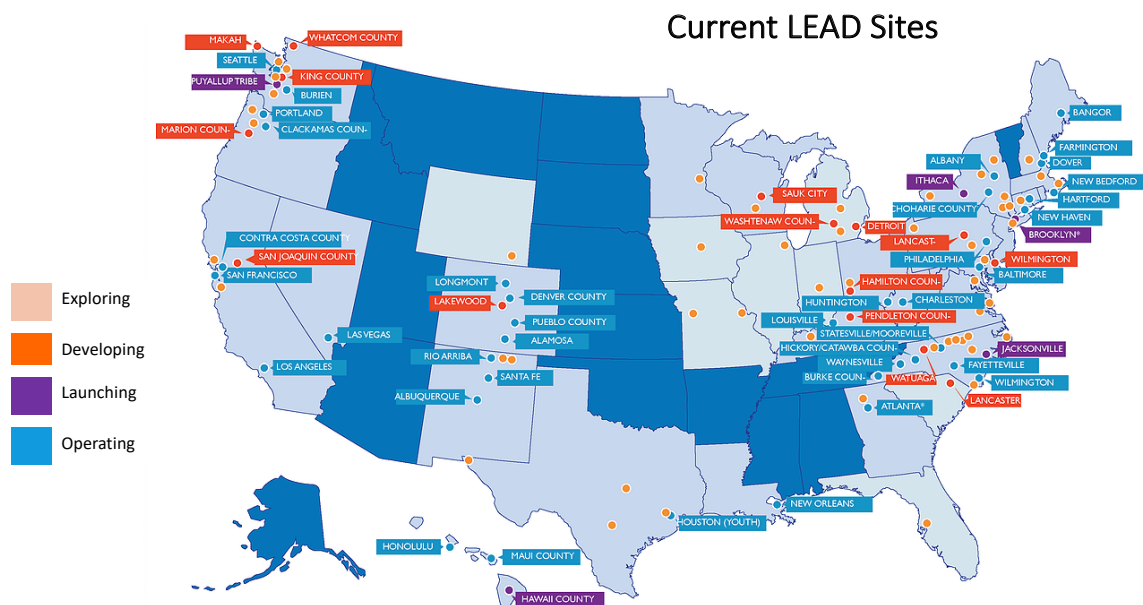 Current LEAD Sites
MAKAH
WHATCOM COUNTY
SEATTLE
KING COUNTY
PUYALLUP TRIBE
BURIEN
PORTLAND
MARION COUN-
CLACKAMAS COUN-
BANGOR
FARMINGTON
DOVER
ALBANY
ITHACA
NEW BEDFORD
HARTFORD
CHOHARIE COUNTY
NEW HAVEN
BROOKLYN*
SAUK CITY
WASHTENAW COUN-
DETROIT
LANCAST-
PHILADELPHIA
WILMINGTON
BALTIMORE
CONTRA COSTA COUNTY
SAN JOAQUIN COUNTY
SAN FRANCISCO
LONGMONT
DENVER COUNTY
LAKEWOOD
PUEBLO COUNTY
ALAMOSA
HAMILTON COUN-
HUNTINGTON
CHARLESTON
LOUISVILLE
PENDLETON COUN-
STATESVILLE/MOOREVILLE
HICKORY/CATAWBA COUN-
JACKSONVILLE
WAYNESVILLE
FAYETTEVILLE
BURKE COUN-
WATUAGA
WILMINGTON
LANCASTER
ATLANTA*
LAS VEGAS
LOS ANGELES
RIO ARRIBA
SANTA FE
ALBUQUERQUE
NEW ORLEANS
HOUSTON (YOUTH)
HONOLULU
MAUI COUNTY
HAWAII COUNTY
Exploring
Developing
Launching
Operating